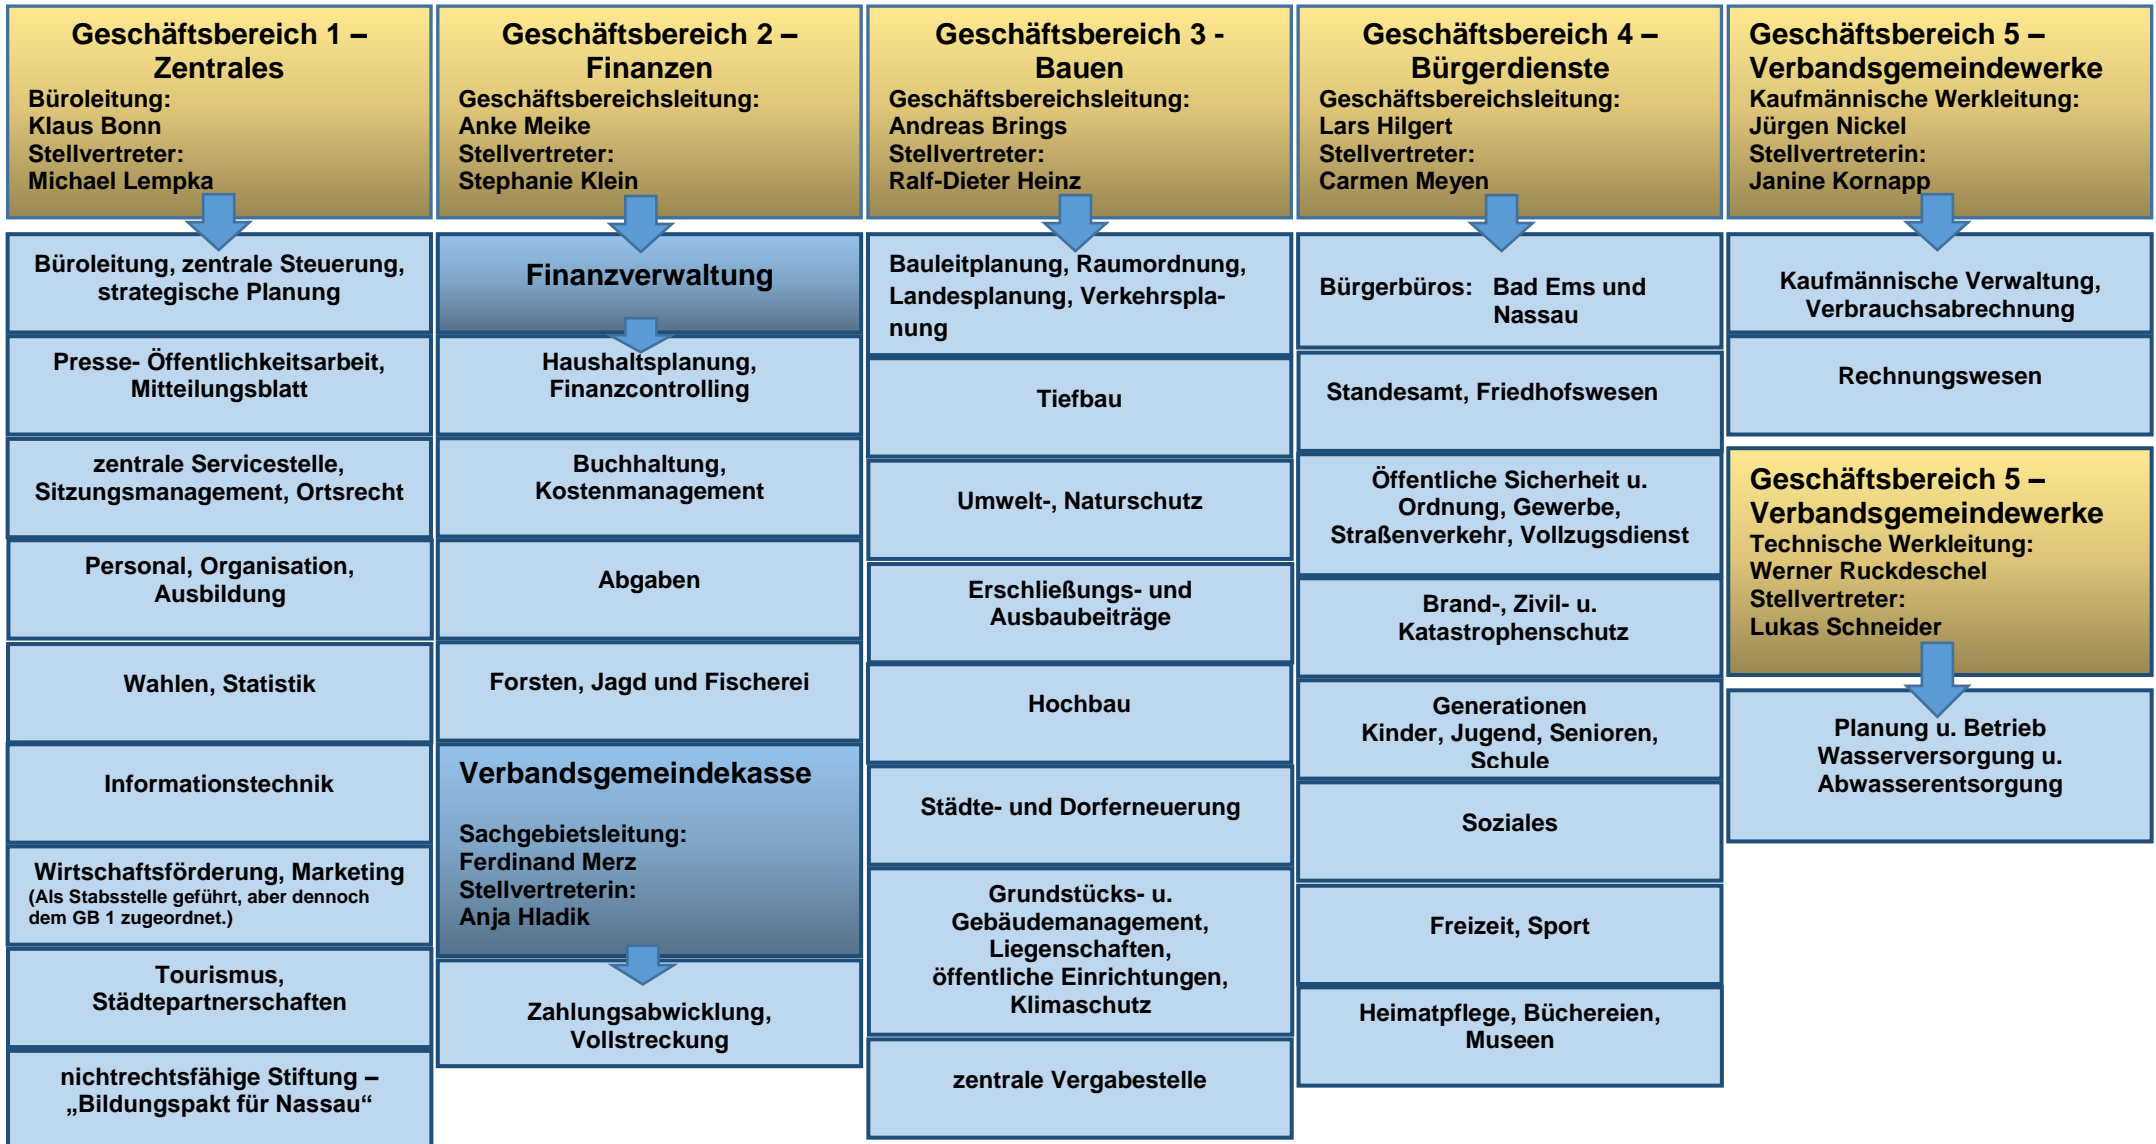 Geschäftsbereich 1 –
Zentrales
Büroleitung:
Klaus Bonn
Stellvertreter:
Michael Lempka
Büroleitung, zentrale Steuerung,
strategische Planung
Presse- Öffentlichkeitsarbeit,
Mitteilungsblatt
zentrale Servicestelle,
Sitzungsmanagement, Ortsrecht
Personal, Organisation,
Ausbildung
Wahlen, Statistik
Informationstechnik
Wirtschaftsförderung, Marketing
(Als Stabsstelle geführt, aber dennoch
dem GB 1 zugeordnet.)
Tourismus,
Städtepartnerschaften
nichtrechtsfähige Stiftung –
„Bildungspakt für Nassau“
Geschäftsbereich 2 –
Finanzen
Geschäftsbereichsleitung:
Anke Meike
Stellvertreter:
Stephanie Klein
Finanzverwaltung
Haushaltsplanung,
Finanzcontrolling
Buchhaltung,
Kostenmanagement
Abgaben
Forsten, Jagd und Fischerei
Verbandsgemeindekasse
Sachgebietsleitung:
Ferdinand Merz
Stellvertreterin:
Anja Hladik
Zahlungsabwicklung,
Vollstreckung
Geschäftsbereich 3 -
Bauen
Geschäftsbereichsleitung:
Andreas Brings
Stellvertreter:
Ralf-Dieter Heinz
Bauleitplanung, Raumordnung,
Landesplanung, Verkehrspla-
nung
Tiefbau
Umwelt-, Naturschutz
Erschließungs- und
Ausbaubeiträge
Hochbau
Städte- und Dorferneuerung
Grundstücks- u.
Gebäudemanagement,
Liegenschaften,
öffentliche Einrichtungen,
Klimaschutz
zentrale Vergabestelle
Geschäftsbereich 4 –
Bürgerdienste
Geschäftsbereichsleitung:
Lars Hilgert
Stellvertreter:
Carmen Meyen
Bürgerbüros: Bad Ems und
Nassau
Standesamt, Friedhofswesen
Öffentliche Sicherheit u.
Ordnung, Gewerbe,
Straßenverkehr, Vollzugsdienst
Brand-, Zivil- u.
Katastrophenschutz
Generationen
Kinder, Jugend, Senioren,
Schule
Soziales
Freizeit, Sport
Heimatpflege, Büchereien,
Museen
Geschäftsbereich 5 –
Verbandsgemeindewerke
Kaufmännische Werkleitung:
Jürgen Nickel
Stellvertreterin:
Janine Kornapp
Kaufmännische Verwaltung,
Verbrauchsabrechnung
Rechnungswesen
Geschäftsbereich 5 –
Verbandsgemeindewerke
Technische Werkleitung:
Werner Ruckdeschel
Stellvertreter:
Lukas Schneider
Planung u. Betrieb
Wasserversorgung u.
Abwasserentsorgung